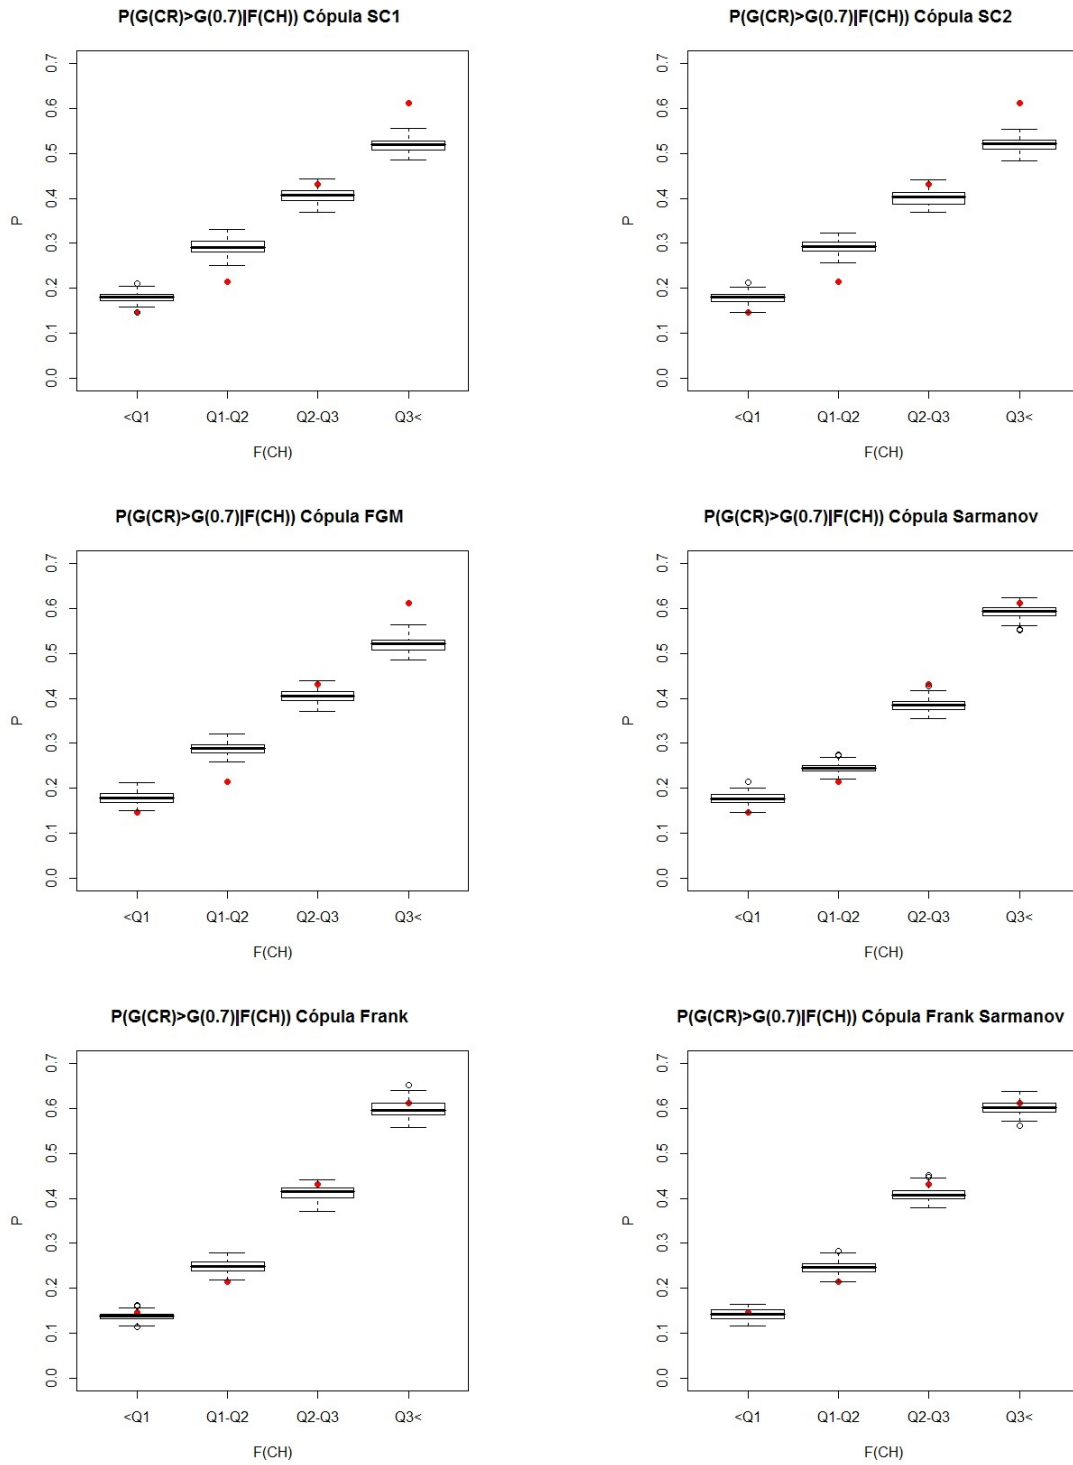 P(G(CR)>G(0.7)|F(CH)) Cópula SC1
P
0.0 0.1 0.2 0.3 0.4 0.5 0.6 0.7
<Q1 Q1-Q2 Q2-Q3 Q3<
F(CH)
P(G(CR)>G(0.7)|F(CH)) Cópula SC2
P
0.0 0.1 0.2 0.3 0.4 0.5 0.6 0.7
<Q1 Q1-Q2 Q2-Q3 Q3<
F(CH)
P(G(CR)>G(0.7)|F(CH)) Cópula FGM
P
0.0 0.1 0.2 0.3 0.4 0.5 0.6 0.7
<Q1 Q1-Q2 Q2-Q3 Q3<
F(CH)
P(G(CR)>G(0.7)|F(CH)) Cópula Sarmanov
P
0.0 0.1 0.2 0.3 0.4 0.5 0.6 0.7
<Q1 Q1-Q2 Q2-Q3 Q3<
F(CH)
P(G(CR)>G(0.7)|F(CH)) Cópula Frank
P
0.0 0.1 0.2 0.3 0.4 0.5 0.6 0.7
<Q1 Q1-Q2 Q2-Q3 Q3<
F(CH)
P(G(CR)>G(0.7)|F(CH)) Cópula Frank Sarmanov
P
0.0 0.1 0.2 0.3 0.4 0.5 0.6 0.7
<Q1 Q1-Q2 Q2-Q3 Q3<
F(CH)